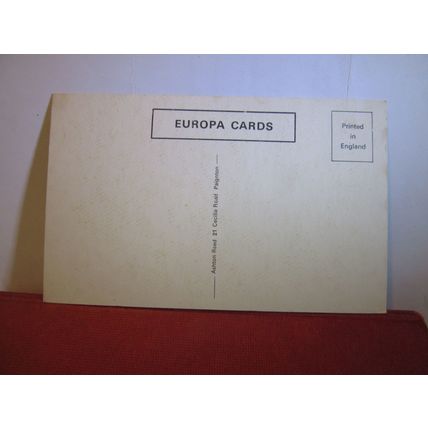 EUROPA CARDS
Printed
in
England
Ashton Road 21 Cecilia Road Paignton